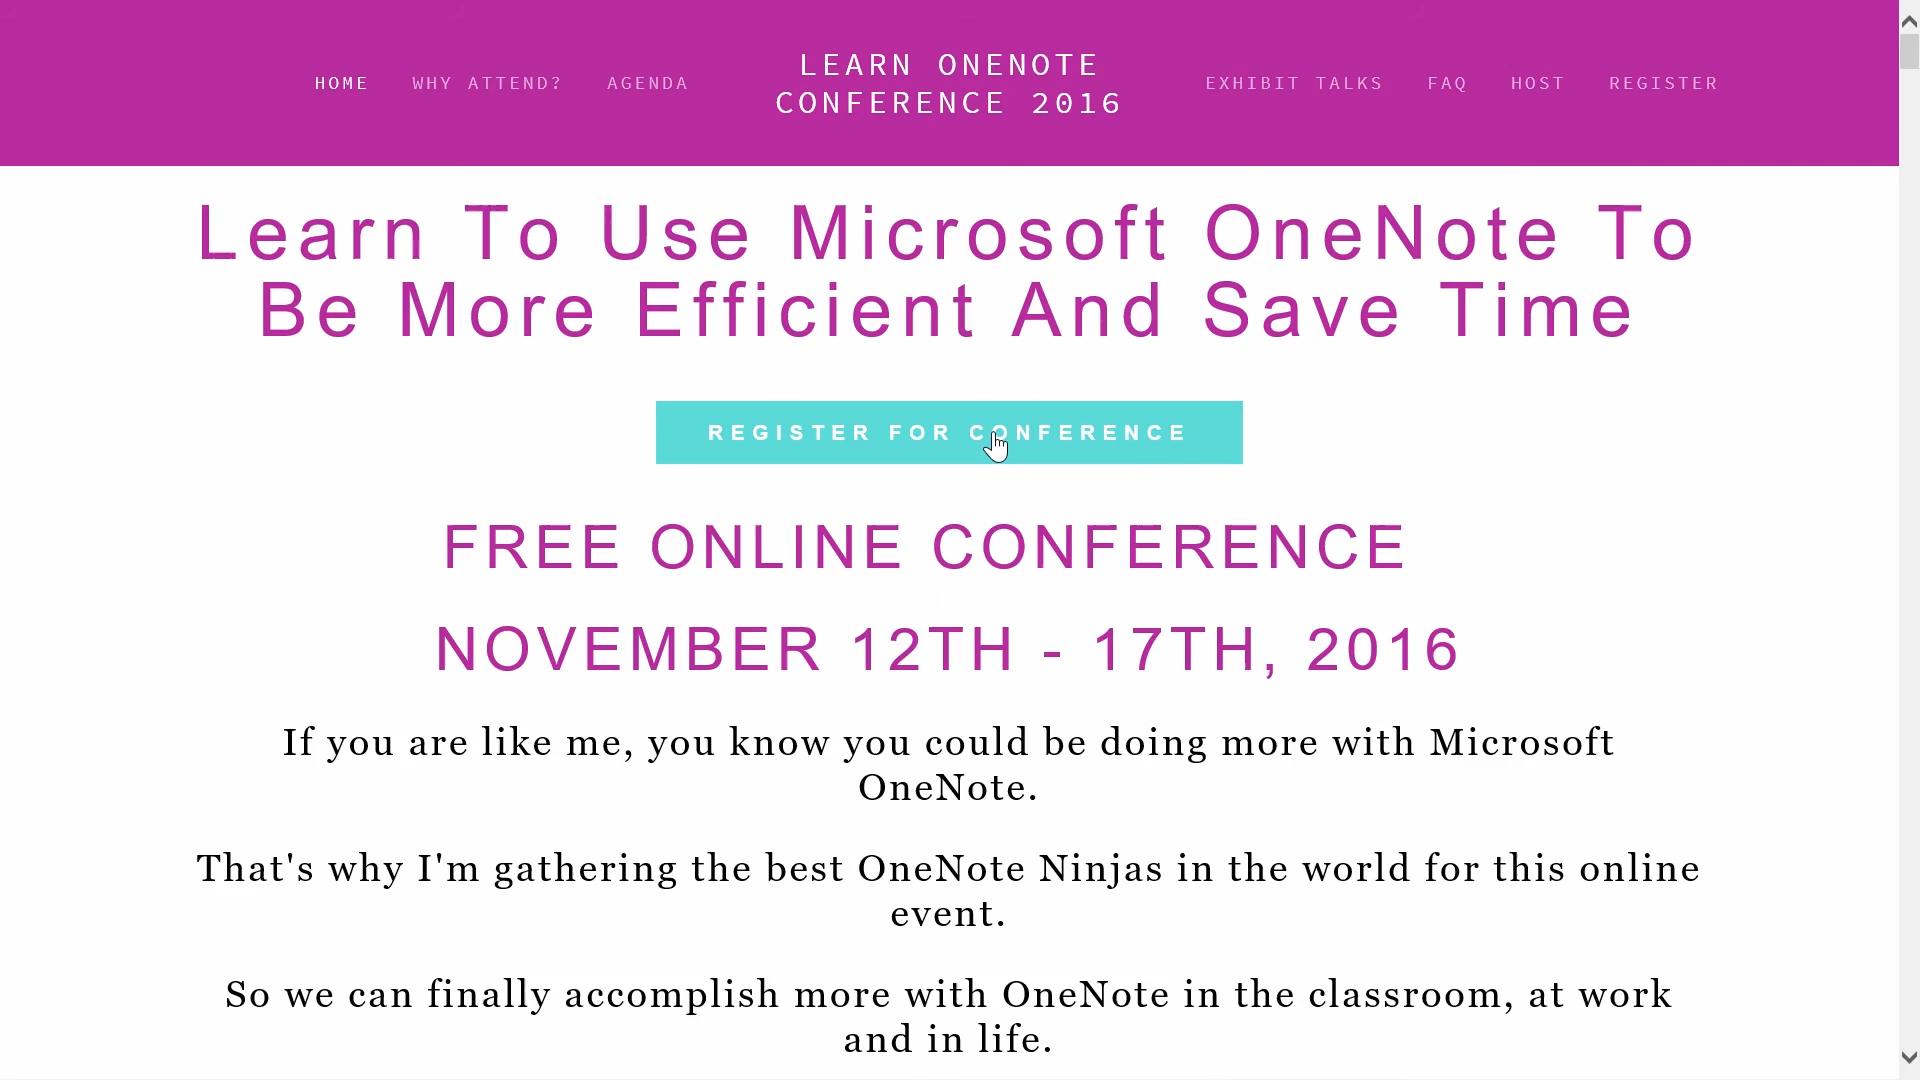 HOME WHY ATTEND? AGENDA
LEARN ONENOTE
CONFERENCE 2016
EXHIBIT TALKS FAQ HOST REGISTER
Learn To Use Microsoft OneNote To
Be More Efficient And Save Time
REGISTER FOR CONFERENCE
FREE ONLINE CONFERENCE
NOVEMBER 12TH - 17TH, 2016
If you are like me, you know you could be doing more with Microsoft
OneNote.
That's why I'm gathering the best OneNote Ninjas in the world for this online
event.
So we can finally accomplish more with OneNote in the classroom, at work
and in life.